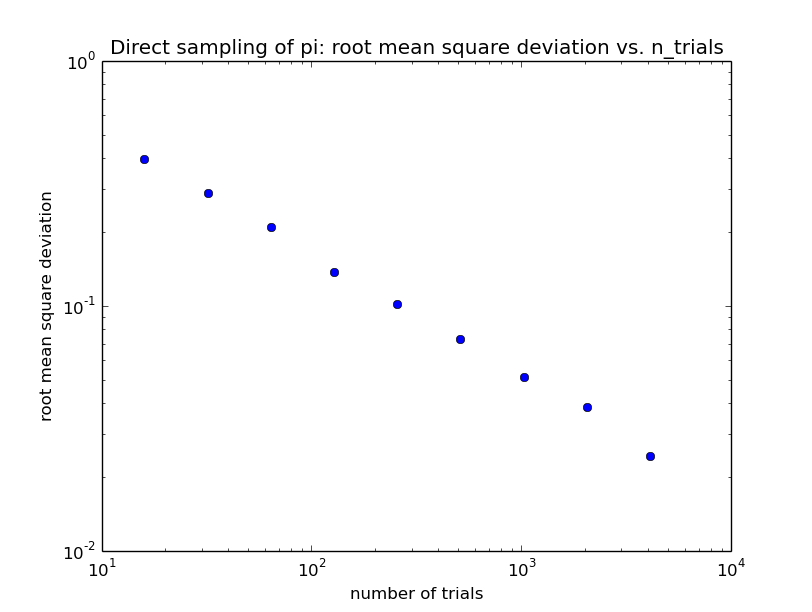 Direct sampling of pi: root mean square deviation vs. n_trials
10^0
10^-1
10^-2
root mean square deviation
10^1 10^2 10^3 10^4
number of trials